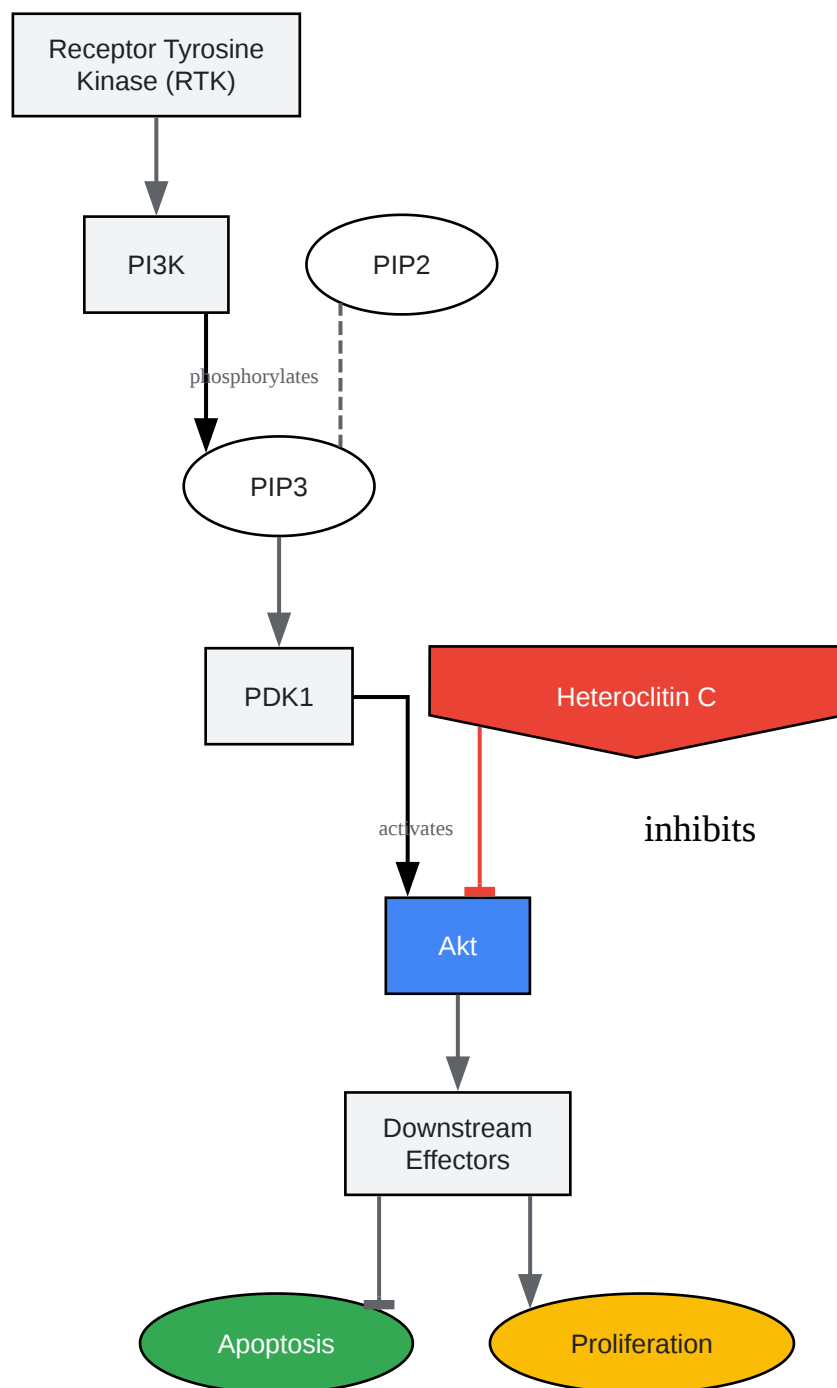 Receptor Tyrosine
Kinase (RTK)
PI3K
PIP2
phosphorylates
PIP3
PDK1
Heteroclitin C
activates
inhibits
Akt
Downstream
Effectors
Apoptosis
Proliferation